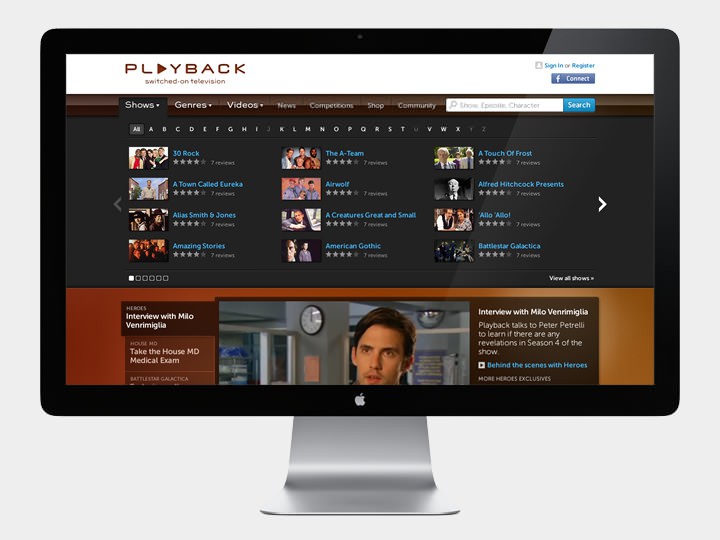 PLAYBACK
switched-on television
Sign In or Register
f Connect
Shows Genres Videos News Competitions Shop Community Show, Episode, Character Search
All A B C D E F G H I J K L M N O P Q R S T U V W X Y Z
30 Rock
7 reviews
The A-Team
7 reviews
A Touch Of Frost
7 reviews
A Town Called Eureka
7 reviews
Airwolf
7 reviews
Alfred Hitchcock Presents
7 reviews
Alias Smith & Jones
7 reviews
A Creatures Great and Small
7 reviews
'Allo 'Allo!
7 reviews
Amazing Stories
7 reviews
American Gothic
7 reviews
Battlestar Galactica
7 reviews
View all shows »
HEROES
Interview with Milo
Venrimiglia
HOUSE MD
Take the House MD
Medical Exam
BATTLESTAR GALACTICA
Interview with Milo Venrimiglia
Playback talks to Peter Petrelli
to learn if there are any
revelations in Season 4 of the
show.
Behind the scenes with Heroes
MORE HEROES EXCLUSIVES